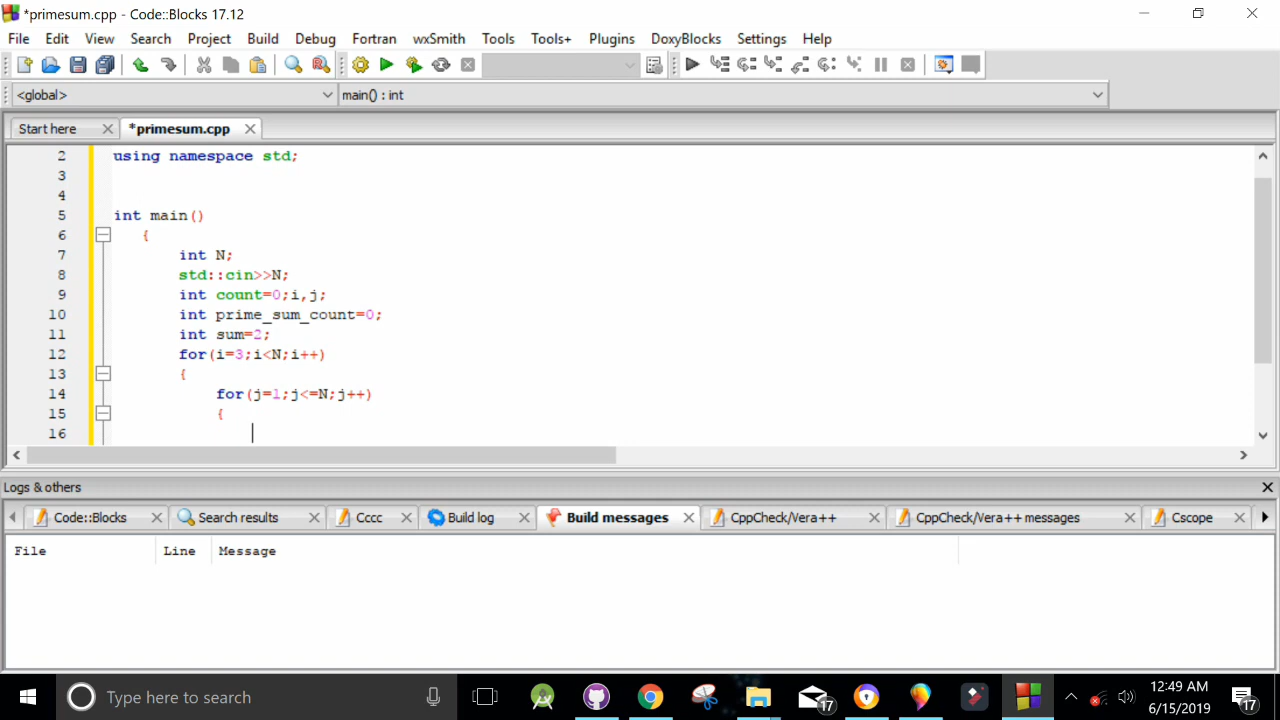 *primesum.cpp - Code::Blocks 17.12
File Edit View Search Project Build Debug Fortran wxSmith Tools Tools+ Plugins DoxyBlocks Settings Help
<global> main() : int
Start here *primesum.cpp
2 using namespace std;
3
4
5 int main()
6 {
7 int N;
8 std::cin>>N;
9 int count=0;i,j;
10 int prime_sum_count=0;
11 int sum=2;
12 for(i=3;i<N;i++)
13 {
14 for(j=1;j<=N;j++)
15 {
16
Logs & others
Code::Blocks Search results Cccc Build log Build messages CppCheck/Vera++ CppCheck/Vera++ messages Cscope
File Line Message
Type here to search 17 12:49 AM 17
6/15/2019